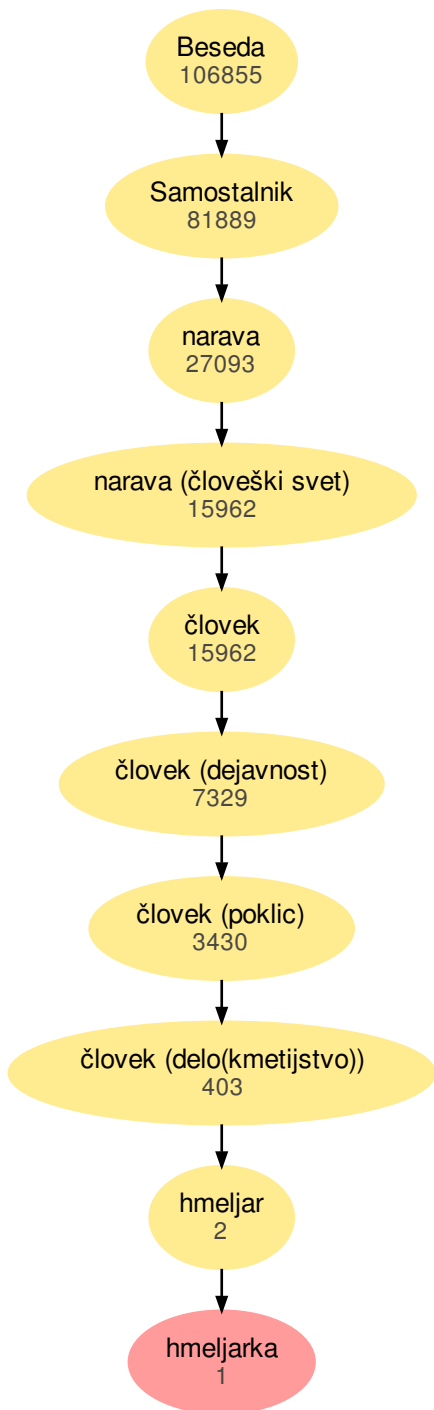 Beseda
106855
Samostalnik
81889
narava
27093
narava (človeški svet)
15962
človek
15962
človek (dejavnost)
7329
človek (poklic)
3430
človek (delo(kmetijstvo))
403
hmeljar
2
hmeljarka
1